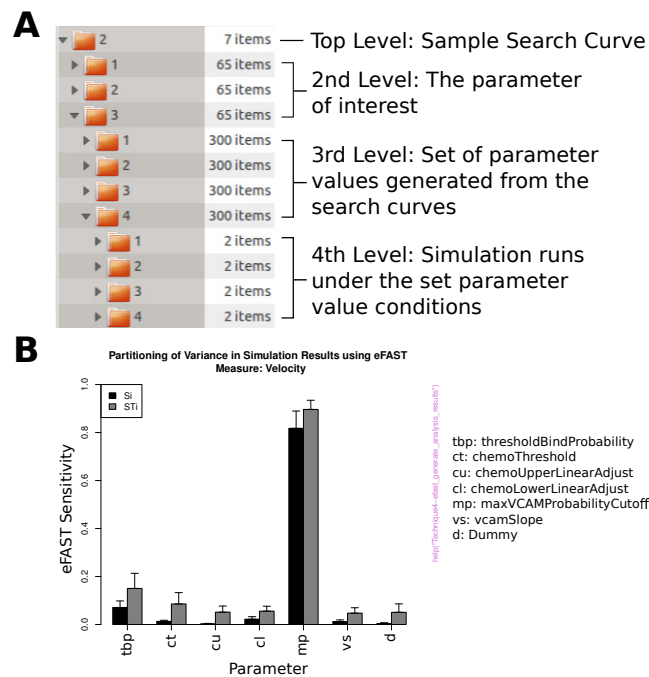 A
2 7 items
1 65 items
2 65 items
3 65 items
1 300 items
2 300 items
3 300 items
4 300 items
1 2 items
2 2 items
3 2 items
4 2 items
Top Level: Sample Search Curve
2nd Level: The parameter
of interest
3rd Level: Set of parameter
values generated from the
search curves
4th Level: Simulation runs
under the set parameter
value conditions
B
Partitioning of Variance in Simulation Results using eFAST
Measure: Velocity
Si
STi
eFAST Sensitivity
1.0
0.8
0.6
0.4
0.2
0.0
tbp ct cu cl mp vs d
Parameter
help("Technique4-efast_generate_analysis_results")
tbp: thresholdBindProbability
ct: chemoThreshold
cu: chemoUpperLinearAdjust
cl: chemoLowerLinearAdjust
mp: maxVCAMProbabilityCutoff
vs: vcamSlope
d: Dummy